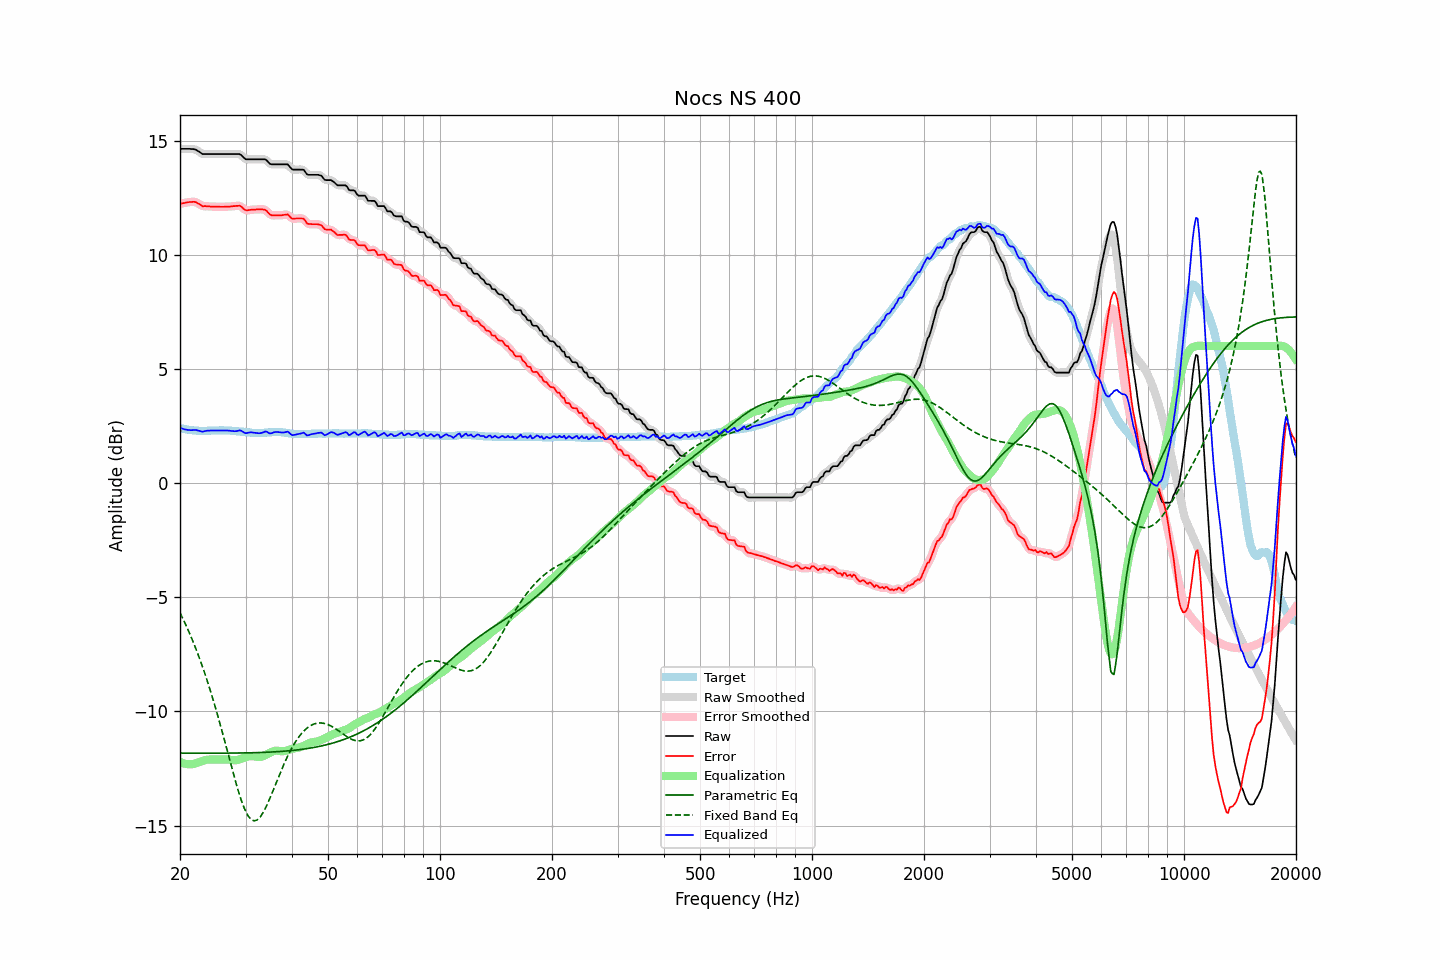 Nocs NS 400
15
10
5
0
−5
−10
−15
Amplitude (dBr)
Target
Raw Smoothed
Error Smoothed
Raw
Error
Equalization
Parametric Eq
Fixed Band Eq
Equalized
20 50 100 200 500 1000 2000 5000 10000 20000
Frequency (Hz)